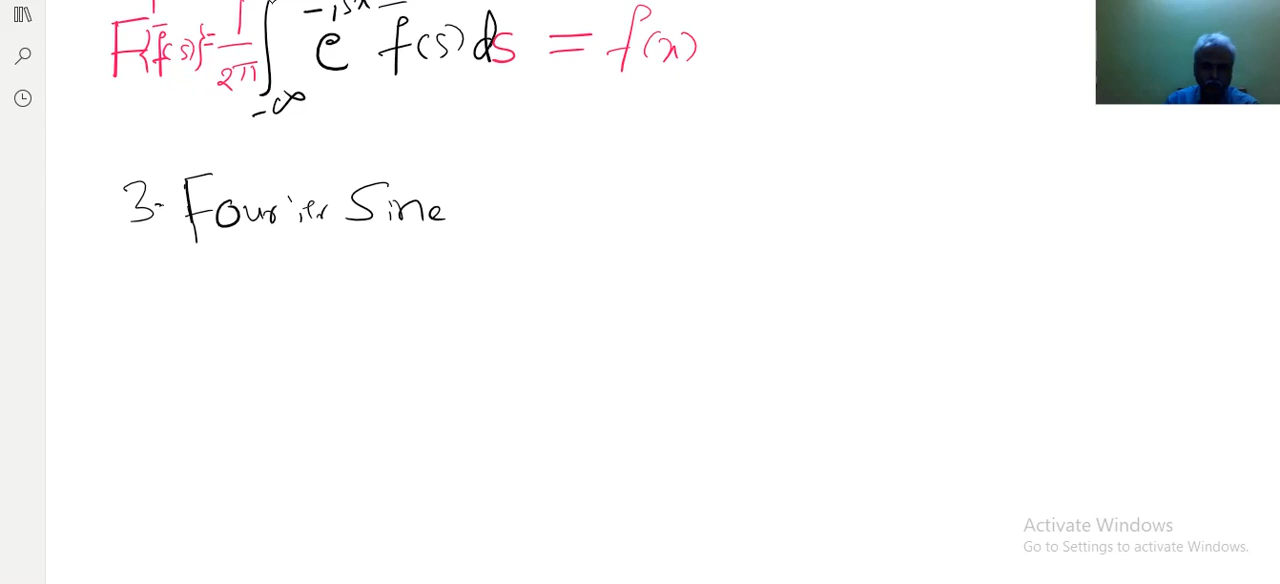 F⁻¹{f̄(s)} = 1/2π ∫ -∞ e^-isx f̄(s) ds = f(x)
3. Fourier Sine
Activate Windows
Go to Settings to activate Windows.